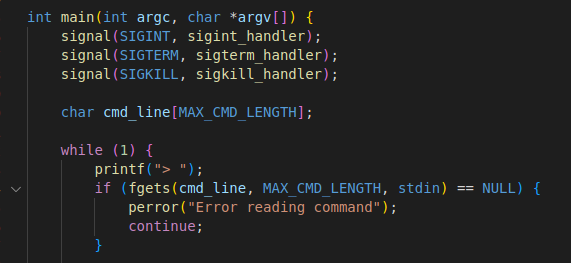 int main(int argc, char *argv[]) {
    signal(SIGINT, sigint_handler);
    signal(SIGTERM, sigterm_handler);
    signal(SIGKILL, sigkill_handler);

    char cmd_line[MAX_CMD_LENGTH];

    while (1) {
        printf("> ");
        if (fgets(cmd_line, MAX_CMD_LENGTH, stdin) == NULL) {
            perror("Error reading command");
            continue;
        }